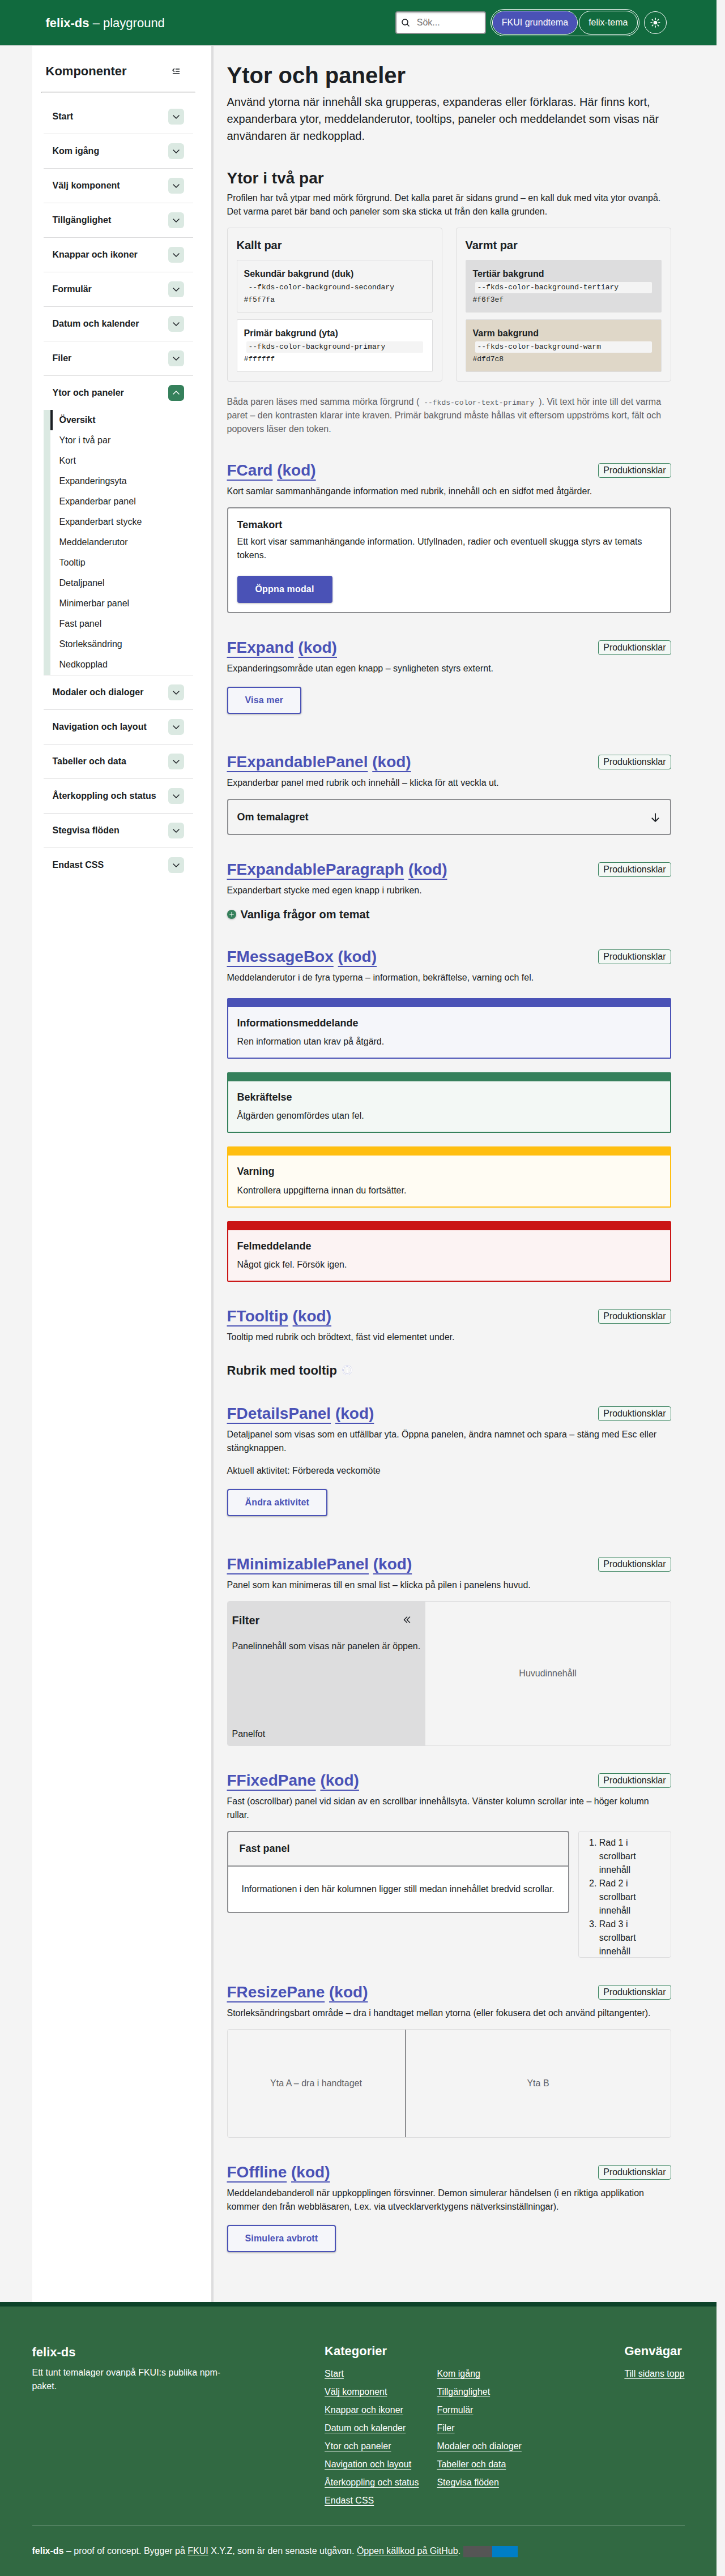 felix-ds – playground
Sök...
FKUI grundtema
felix-tema
Komponenter
Start
Kom igång
Välj komponent
Tillgänglighet
Knappar och ikoner
Formulär
Datum och kalender
Filer
Ytor och paneler
Översikt
Ytor i två par
Kort
Expanderingsyta
Expanderbar panel
Expanderbart stycke
Meddelanderutor
Tooltip
Detaljpanel
Minimerbar panel
Fast panel
Storleksändring
Nedkopplad
Modaler och dialoger
Navigation och layout
Tabeller och data
Återkoppling och status
Stegvisa flöden
Endast CSS
Ytor och paneler
Använd ytorna när innehåll ska grupperas, expanderas eller förklaras. Här finns kort,
expanderbara ytor, meddelanderutor, tooltips, paneler och meddelandet som visas när
användaren är nedkopplad.
Ytor i två par
Profilen har två ytpar med mörk förgrund. Det kalla paret är sidans grund – en kall duk med vita ytor ovanpå.
Det varma paret bär band och paneler som ska sticka ut från den kalla grunden.
Kallt par
Sekundär bakgrund (duk)
--fkds-color-background-secondary
#f5f7fa
Primär bakgrund (yta)
--fkds-color-background-primary
#ffffff
Varmt par
Tertiär bakgrund
--fkds-color-background-tertiary
#f6f3ef
Varm bakgrund
--fkds-color-background-warm
#dfd7c8
Båda paren läses med samma mörka förgrund ( --fkds-color-text-primary ). Vit text hör inte till det varma
paret – den kontrasten klarar inte kraven. Primär bakgrund måste hållas vit eftersom uppströms kort, fält och
popovers läser den token.
FCard (kod)
Produktionsklar
Kort samlar sammanhängande information med rubrik, innehåll och en sidfot med åtgärder.
Temakort
Ett kort visar sammanhängande information. Utfyllnaden, radier och eventuell skugga styrs av temats
tokens.
Öppna modal
FExpand (kod)
Produktionsklar
Expanderingsområde utan egen knapp – synligheten styrs externt.
Visa mer
FExpandablePanel (kod)
Produktionsklar
Expanderbar panel med rubrik och innehåll – klicka för att veckla ut.
Om temalagret
FExpandableParagraph (kod)
Produktionsklar
Expanderbart stycke med egen knapp i rubriken.
Vanliga frågor om temat
FMessageBox (kod)
Produktionsklar
Meddelanderutor i de fyra typerna – information, bekräftelse, varning och fel.
Informationsmeddelande
Ren information utan krav på åtgärd.
Bekräftelse
Åtgärden genomfördes utan fel.
Varning
Kontrollera uppgifterna innan du fortsätter.
Felmeddelande
Något gick fel. Försök igen.
FTooltip (kod)
Produktionsklar
Tooltip med rubrik och brödtext, fäst vid elementet under.
Rubrik med tooltip
FDetailsPanel (kod)
Produktionsklar
Detaljpanel som visas som en utfällbar yta. Öppna panelen, ändra namnet och spara – stäng med Esc eller
stängknappen.
Aktuell aktivitet: Förbereda veckomöte
Ändra aktivitet
FMinimizablePanel (kod)
Produktionsklar
Panel som kan minimeras till en smal list – klicka på pilen i panelens huvud.
Filter
Panelinnehåll som visas när panelen är öppen.
Panelfot
Huvudinnehåll
FFixedPane (kod)
Produktionsklar
Fast (oscrollbar) panel vid sidan av en scrollbar innehållsyta. Vänster kolumn scrollar inte – höger kolumn
rullar.
Fast panel
Informationen i den här kolumnen ligger still medan innehållet bredvid scrollar.
1. Rad 1 i
scrollbart
innehåll
2. Rad 2 i
scrollbart
innehåll
3. Rad 3 i
scrollbart
innehåll
FResizePane (kod)
Produktionsklar
Storleksändringsbart område – dra i handtaget mellan ytorna (eller fokusera det och använd piltangenter).
Yta A – dra i handtaget
Yta B
FOffline (kod)
Produktionsklar
Meddelandebanderoll när uppkopplingen försvinner. Demon simulerar händelsen (i en riktig applikation
kommer den från webbläsaren, t.ex. via utvecklarverktygens nätverksinställningar).
Simulera avbrott
felix-ds
Ett tunt temalager ovanpå FKUI:s publika npm-
paket.
Kategorier
Start
Kom igång
Välj komponent
Tillgänglighet
Knappar och ikoner
Formulär
Datum och kalender
Filer
Ytor och paneler
Modaler och dialoger
Navigation och layout
Tabeller och data
Återkoppling och status
Stegvisa flöden
Endast CSS
Genvägar
Till sidans topp
felix-ds – proof of concept. Bygger på FKUI X.Y.Z, som är den senaste utgåvan. Öppen källkod på GitHub.